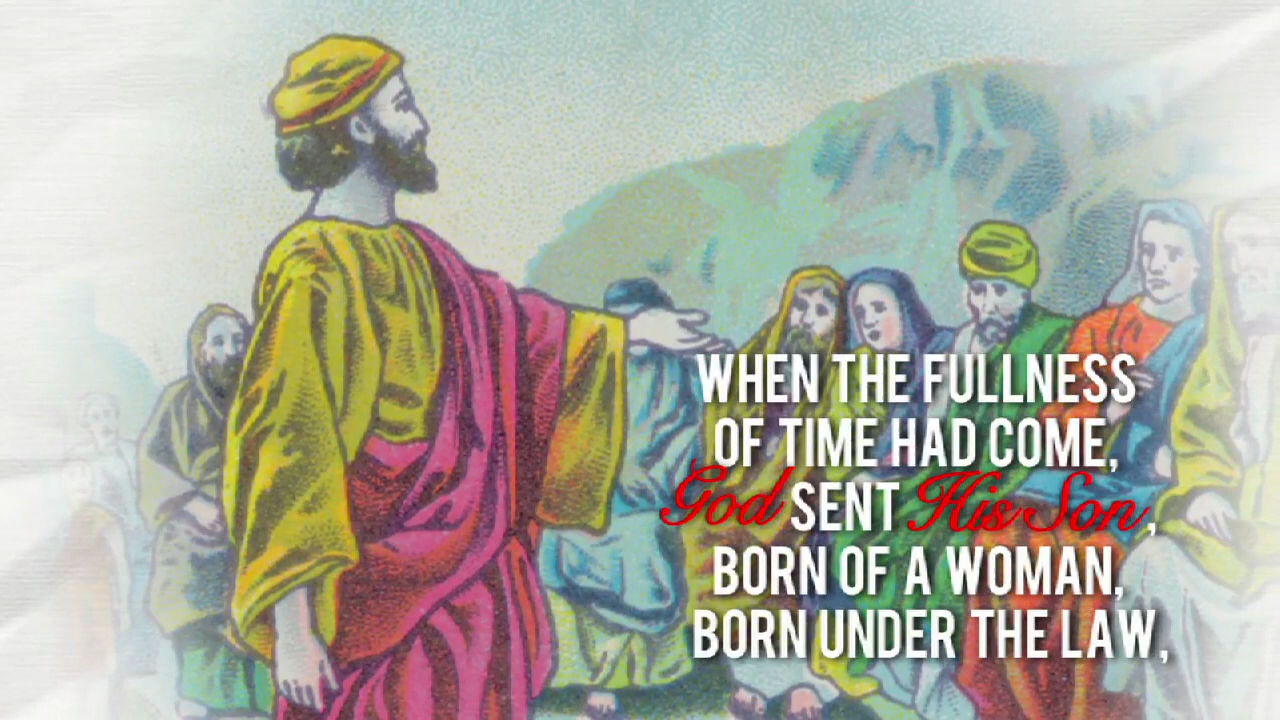 WHEN THE FULLNESS
OF TIME HAD COME,
God SENT His Son,
BORN OF A WOMAN,
BORN UNDER THE LAW,